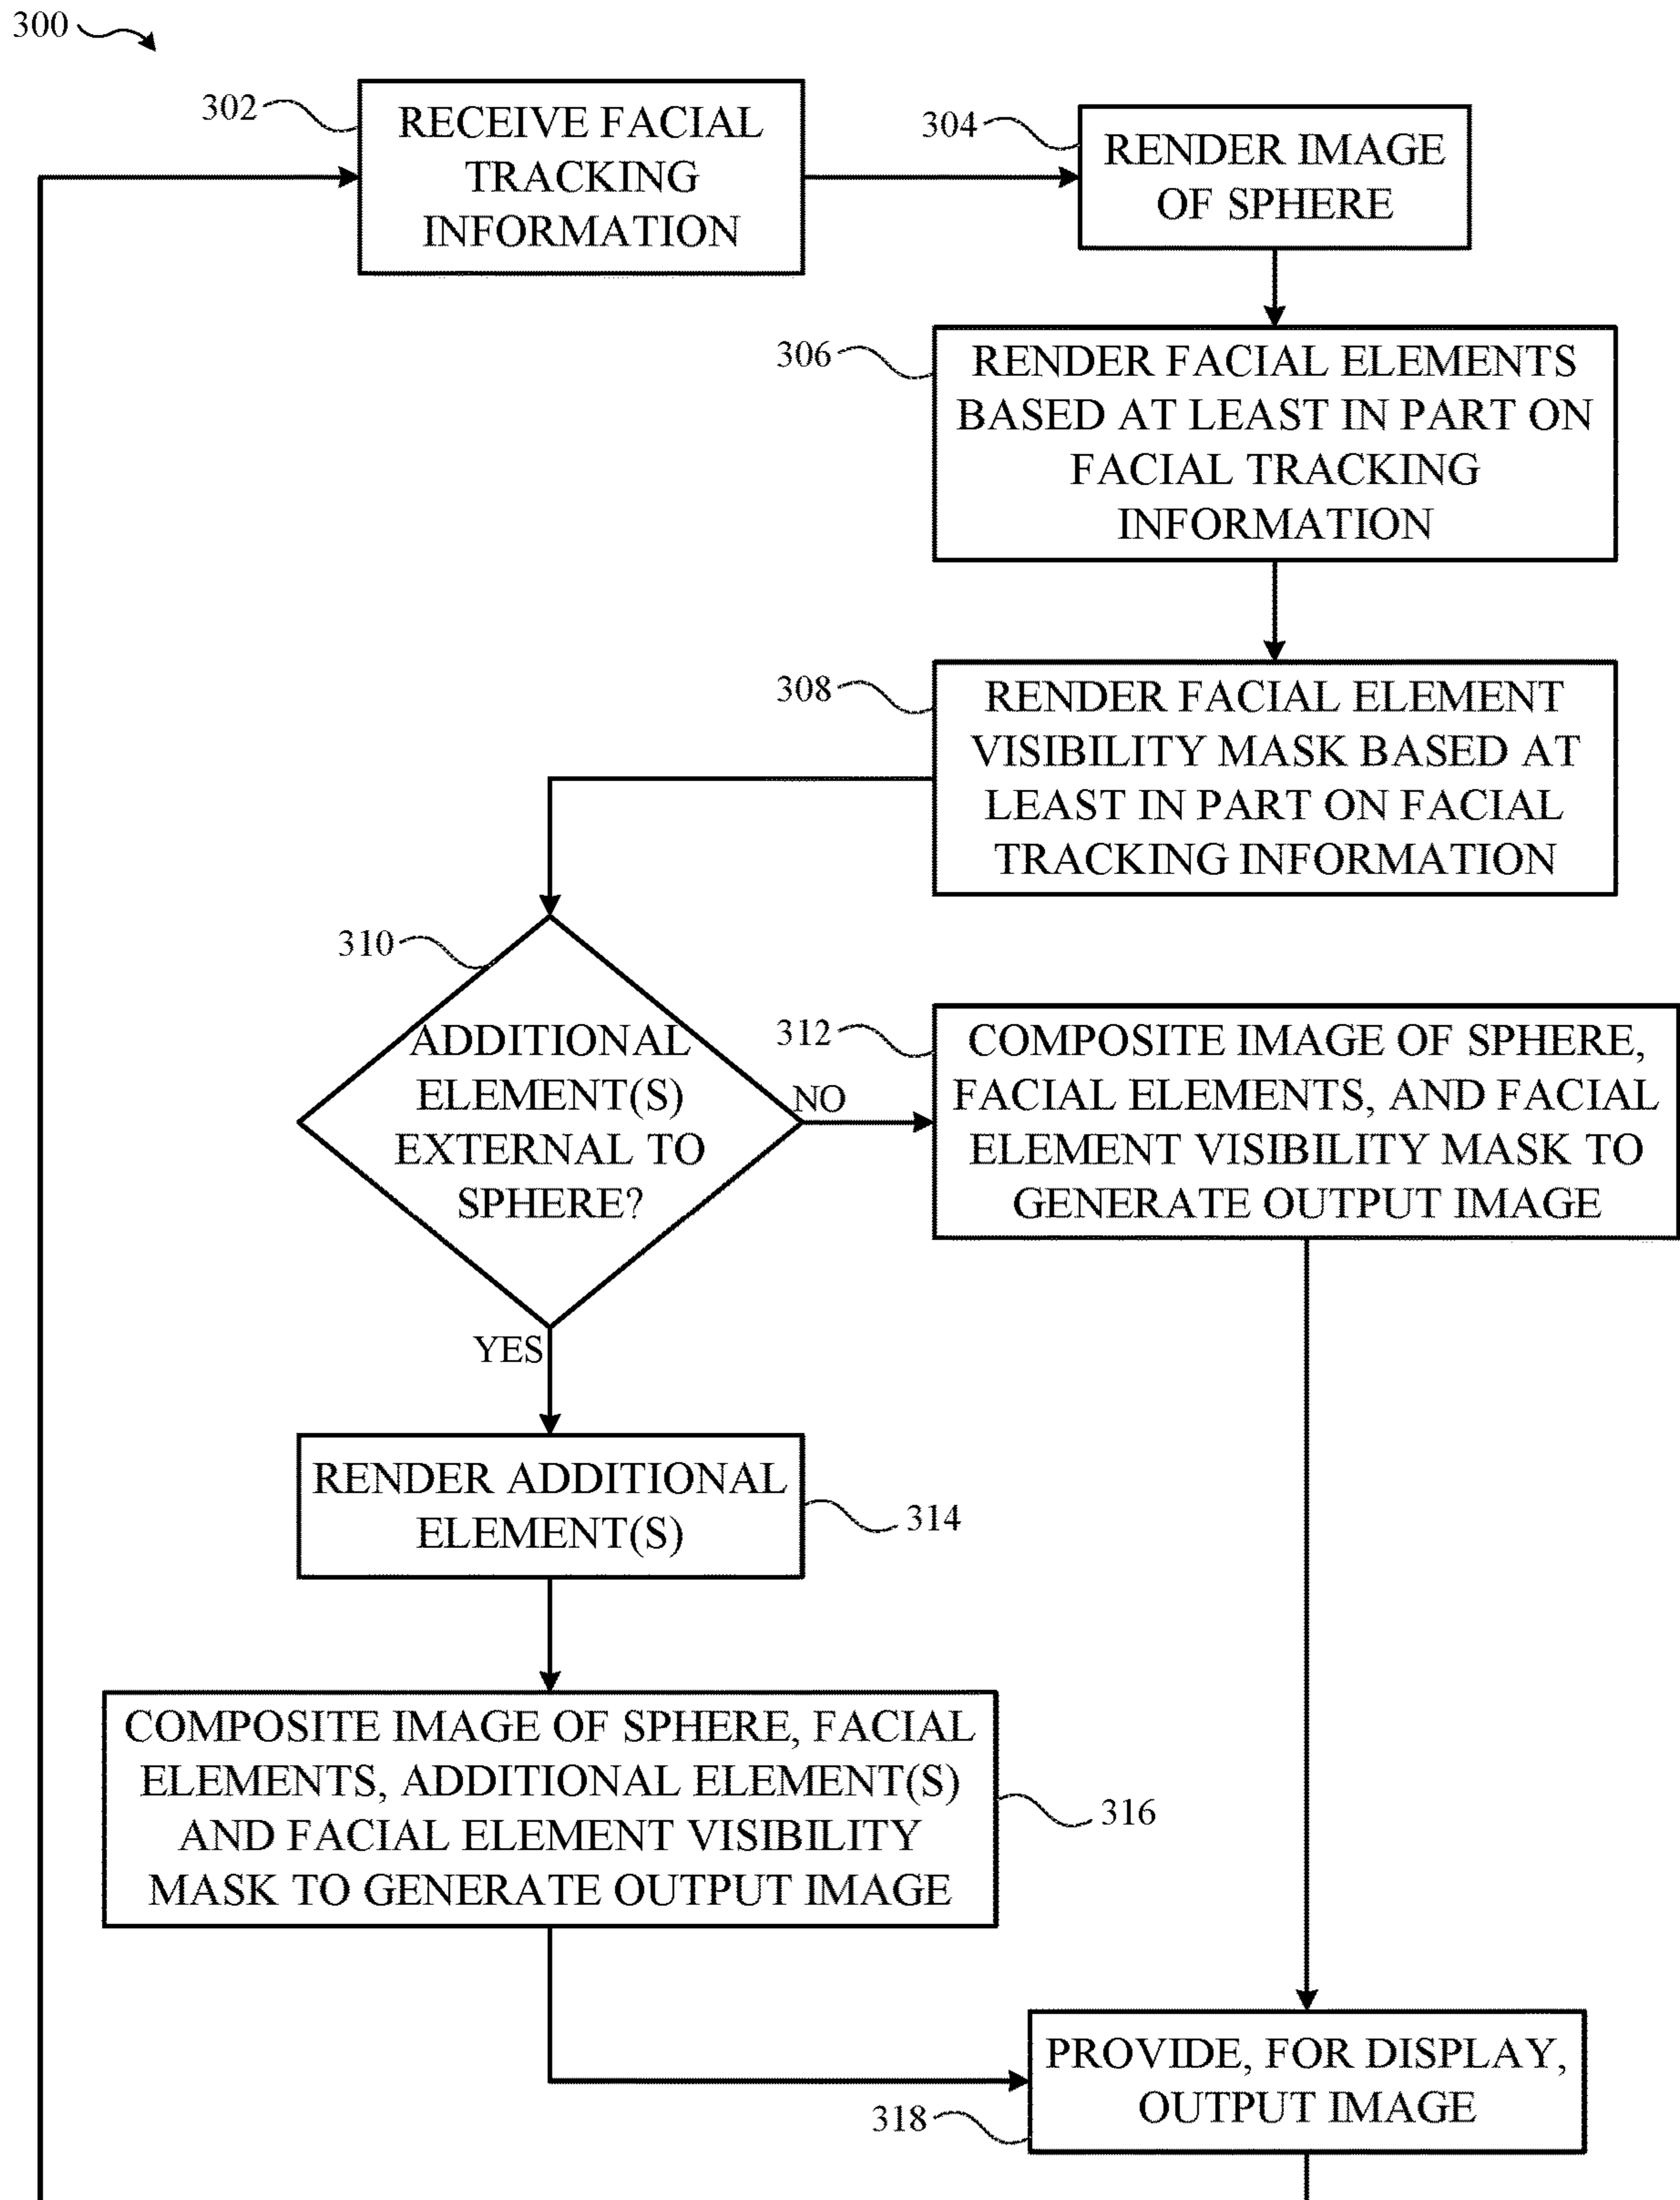 300
302
RECEIVE FACIAL
TRACKING
INFORMATION
304
RENDER IMAGE
OF SPHERE
306
RENDER FACIAL ELEMENTS
BASED AT LEAST IN PART ON
FACIAL TRACKING
INFORMATION
308
RENDER FACIAL ELEMENT
VISIBILITY MASK BASED AT
LEAST IN PART ON FACIAL
TRACKING INFORMATION
310
ADDITIONAL
ELEMENT(S)
EXTERNAL TO
SPHERE?
NO
312
COMPOSITE IMAGE OF SPHERE,
FACIAL ELEMENTS, AND FACIAL
ELEMENT VISIBILITY MASK TO
GENERATE OUTPUT IMAGE
YES
RENDER ADDITIONAL
ELEMENT(S)
314
COMPOSITE IMAGE OF SPHERE, FACIAL
ELEMENTS, ADDITIONAL ELEMENT(S)
AND FACIAL ELEMENT VISIBILITY
MASK TO GENERATE OUTPUT IMAGE
316
PROVIDE, FOR DISPLAY,
OUTPUT IMAGE
318